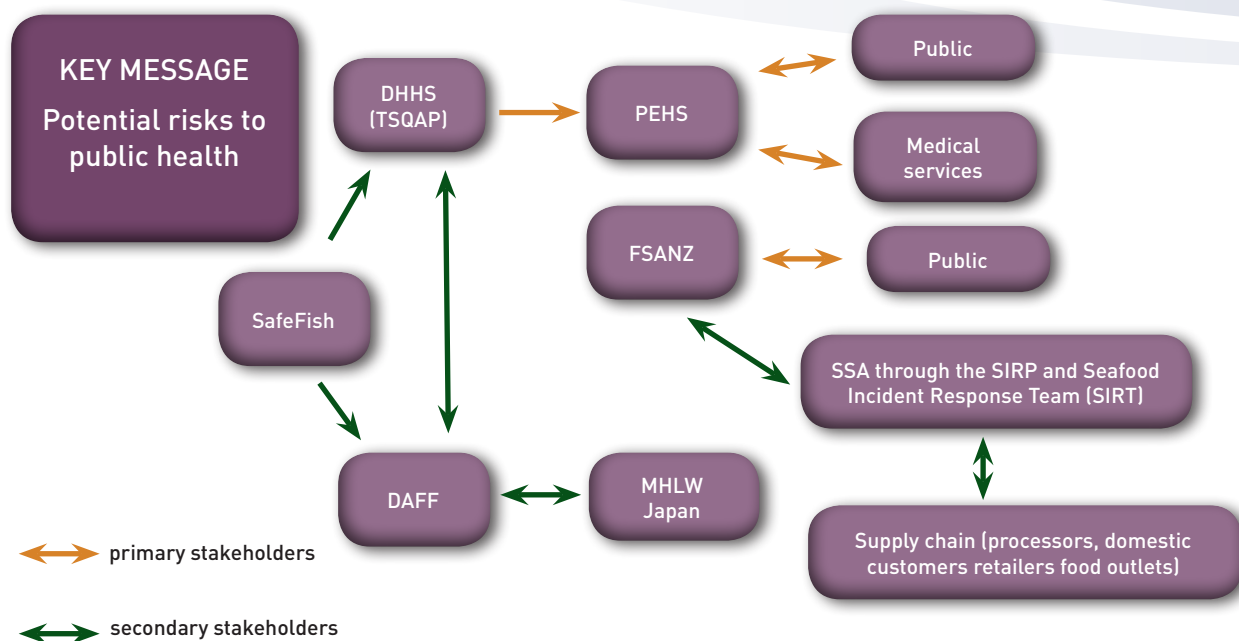 KEY MESSAGE
Potential risks to
public health
DHHS
(TSQAP)
PEHS
Public
Medical
services
FSANZ
Public
SafeFish
SSA through the SIRP and Seafood
Incident Response Team (SIRT)
DAFF
MHLW
Japan
Supply chain (processors, domestic
customers retailers food outlets)
primary stakeholders
secondary stakeholders